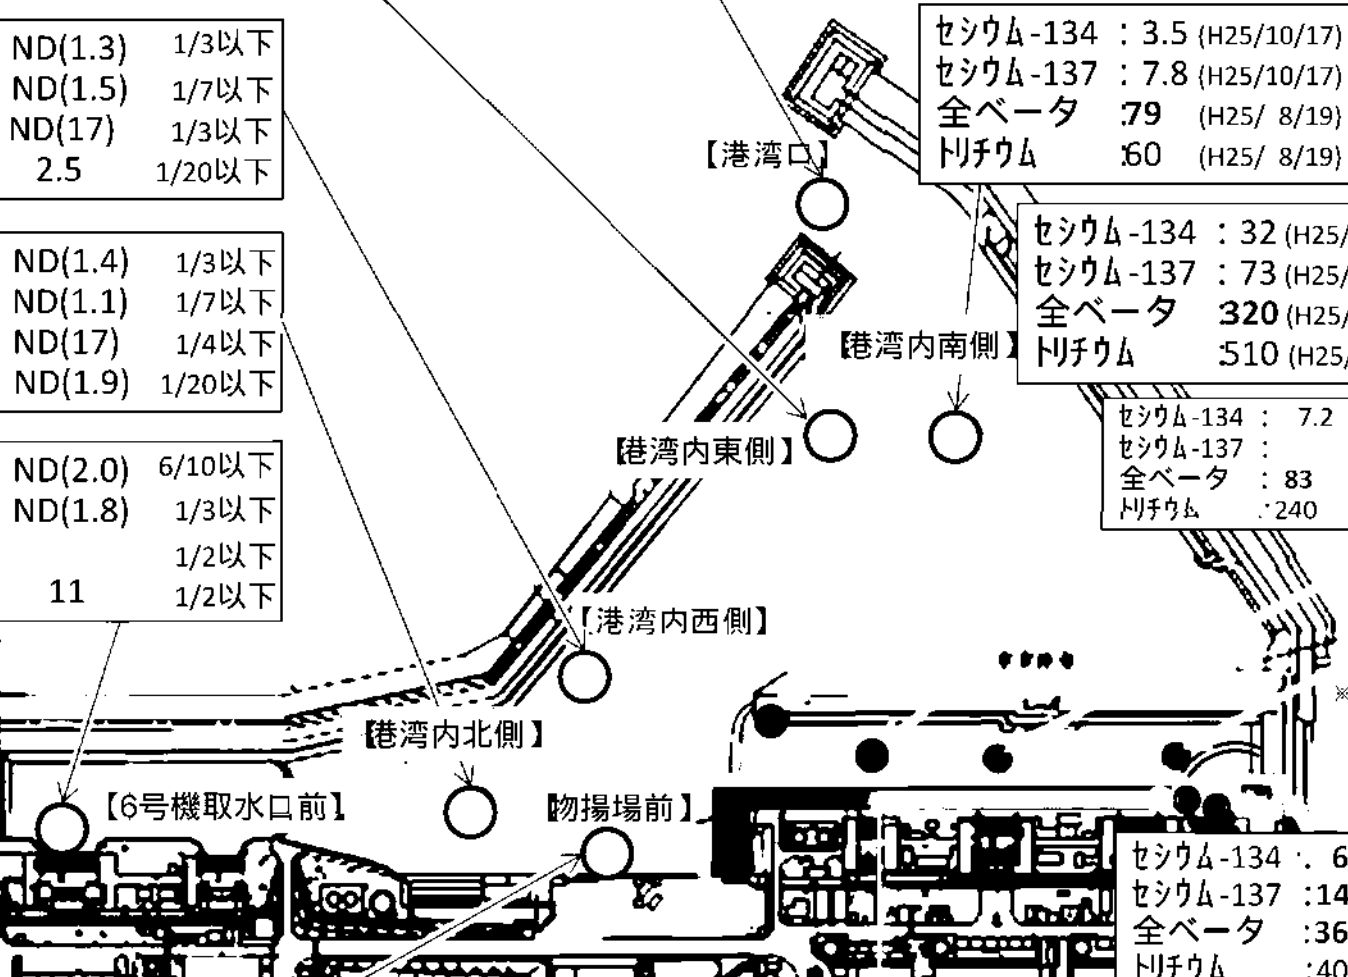 ND(1.3) 1/3以下
ND(1.5) 1/7以下
ND(17) 1/3以下
2.5 1/20以下
ND(1.4) 1/3以下
ND(1.1) 1/7以下
ND(17) 1/4以下
ND(1.9) 1/20以下
ND(2.0) 6/10以下
ND(1.8) 1/3以下
1/2以下
11 1/2以下
セシウム-134 : 3.5 (H25/10/17)
セシウム-137 : 7.8 (H25/10/17)
全ベータ :79 (H25/ 8/19)
トリチウム :60 (H25/ 8/19)
【港湾口】
セシウム-134 : 32 (H25/
セシウム-137 : 73 (H25/
全ベータ :320 (H25/
トリチウム :510 (H25/
【港湾内南側】
セシウム-134 : 7.2
セシウム-137 :
全ベータ : 83
トリチウム : 240
【港湾内東側】
【港湾内西側】
※
【港湾内北側】
【6号機取水口前】
【物揚場前】
セシウム-134 : 6
セシウム-137 :14
全ベータ :36
トリチウム :40